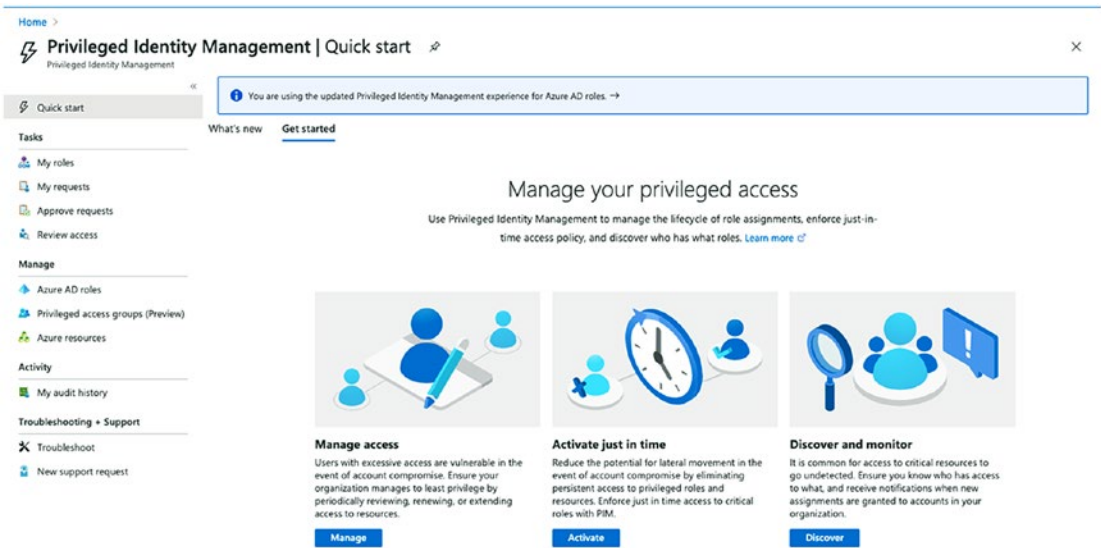 Home >
Privileged Identity Management | Quick start
Privileged Identity Management
«
You are using the updated Privileged Identity Management experience for Azure AD roles. →
Quick start
What's new Get started
Tasks
My roles
My requests
Approve requests
Review access
Manage
Azure AD roles
Privileged access groups (Preview)
Azure resources
Activity
My audit history
Troubleshooting + Support
Troubleshoot
New support request
Manage your privileged access
Use Privileged Identity Management to manage the lifecycle of role assignments, enforce just-in-
time access policy, and discover who has what roles. Learn more
Manage access
Users with excessive access are vulnerable in the
event of account compromise. Ensure your
organization manages to least privilege by
periodically reviewing, renewing, or extending
access to resources.
Manage
Activate just in time
Reduce the potential for lateral movement in the
event of account compromise by eliminating
persistent access to privileged roles and
resources. Enforce just in time access to critical
roles with PIM.
Activate
Discover and monitor
It is common for access to critical resources to
go undetected. Ensure you know who has access
to what, and receive notifications when new
assignments are granted to accounts in your
organization.
Discover